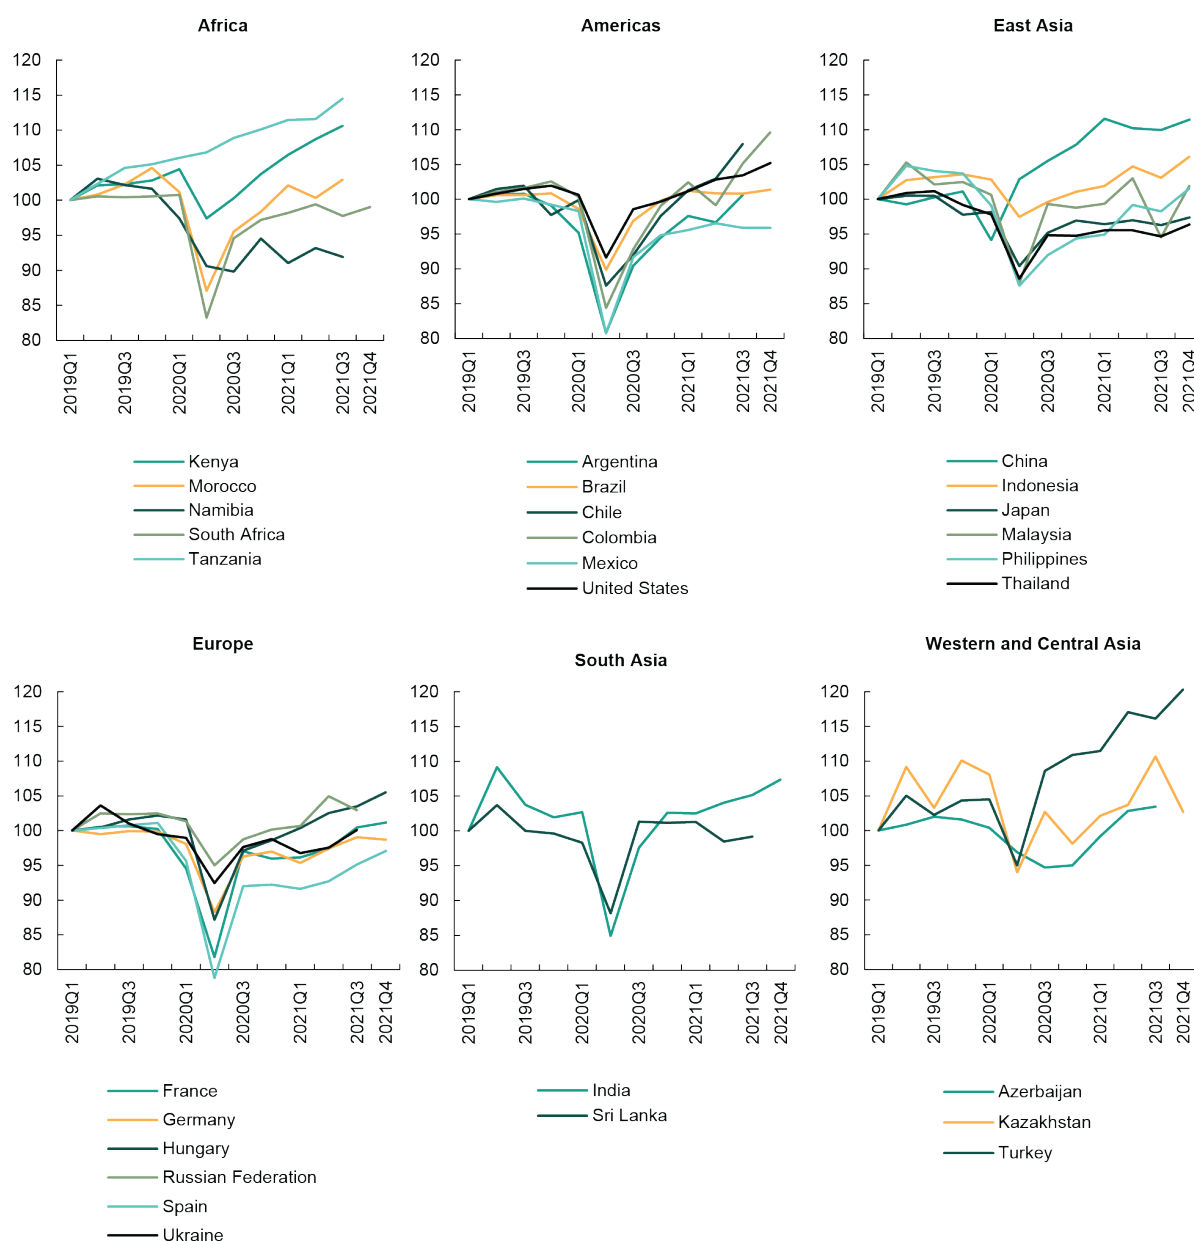 Africa
120
115
110
105
100
95
90
85
80
2019Q1
2019Q3
2020Q1
2020Q3
2021Q1
2021Q3
2021Q4
Kenya
Morocco
Namibia
South Africa
Tanzania
Americas
120
115
110
105
100
95
90
85
80
2019Q1
2019Q3
2020Q1
2020Q3
2021Q1
2021Q3
2021Q4
Argentina
Brazil
Chile
Colombia
Mexico
United States
East Asia
120
115
110
105
100
95
90
85
80
2019Q1
2019Q3
2020Q1
2020Q3
2021Q1
2021Q3
2021Q4
China
Indonesia
Japan
Malaysia
Philippines
Thailand
Europe
120
115
110
105
100
95
90
85
80
2019Q1
2019Q3
2020Q1
2020Q3
2021Q1
2021Q3
2021Q4
France
Germany
Hungary
Russian Federation
Spain
Ukraine
South Asia
120
115
110
105
100
95
90
85
80
2019Q1
2019Q3
2020Q1
2020Q3
2021Q1
2021Q3
2021Q4
India
Sri Lanka
Western and Central Asia
120
115
110
105
100
95
90
85
80
2019Q1
2019Q3
2020Q1
2020Q3
2021Q1
2021Q3
2021Q4
Azerbaijan
Kazakhstan
Turkey